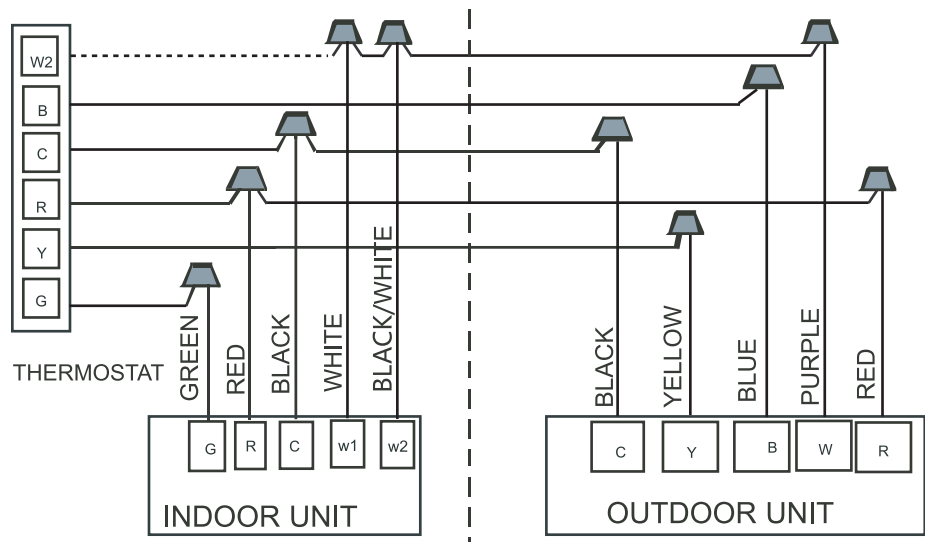 W2
B
C
R
Y
G
THERMOSTAT
GREEN
RED
BLACK
WHITE
BLACK/WHITE
BLACK
YELLOW
BLUE
PURPLE
RED
G
R
C
w1
w2
INDOOR UNIT
C
Y
B
W
R
OUTDOOR UNIT